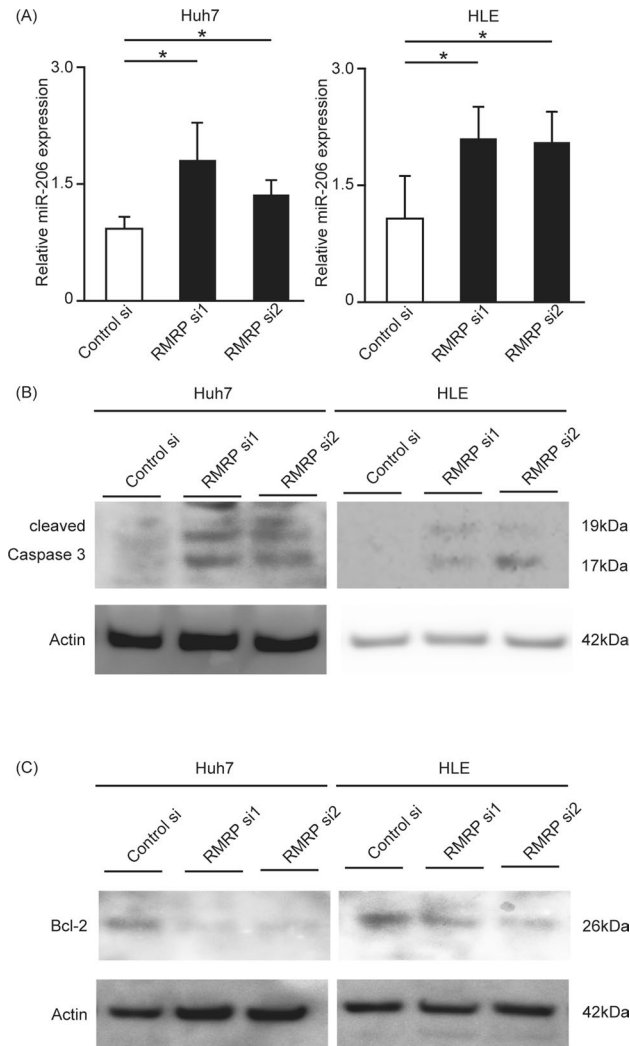 (A)
Huh7
HLE
*
*
*
*
Relative miR-206 expression
3.0
1.5
0
Control si
RMRP si1
RMRP si2
Relative miR-206 expression
3.0
1.5
0
Control si
RMRP si1
RMRP si2
(B)
Huh7
HLE
Control si
RMRP si1
RMRP si2
Control si
RMRP si1
RMRP si2
cleaved
Caspase 3
19kDa
17kDa
Actin
42kDa
(C)
Huh7
HLE
Control si
RMRP si1
RMRP si2
Control si
RMRP si1
RMRP si2
Bcl-2
26kDa
Actin
42kDa